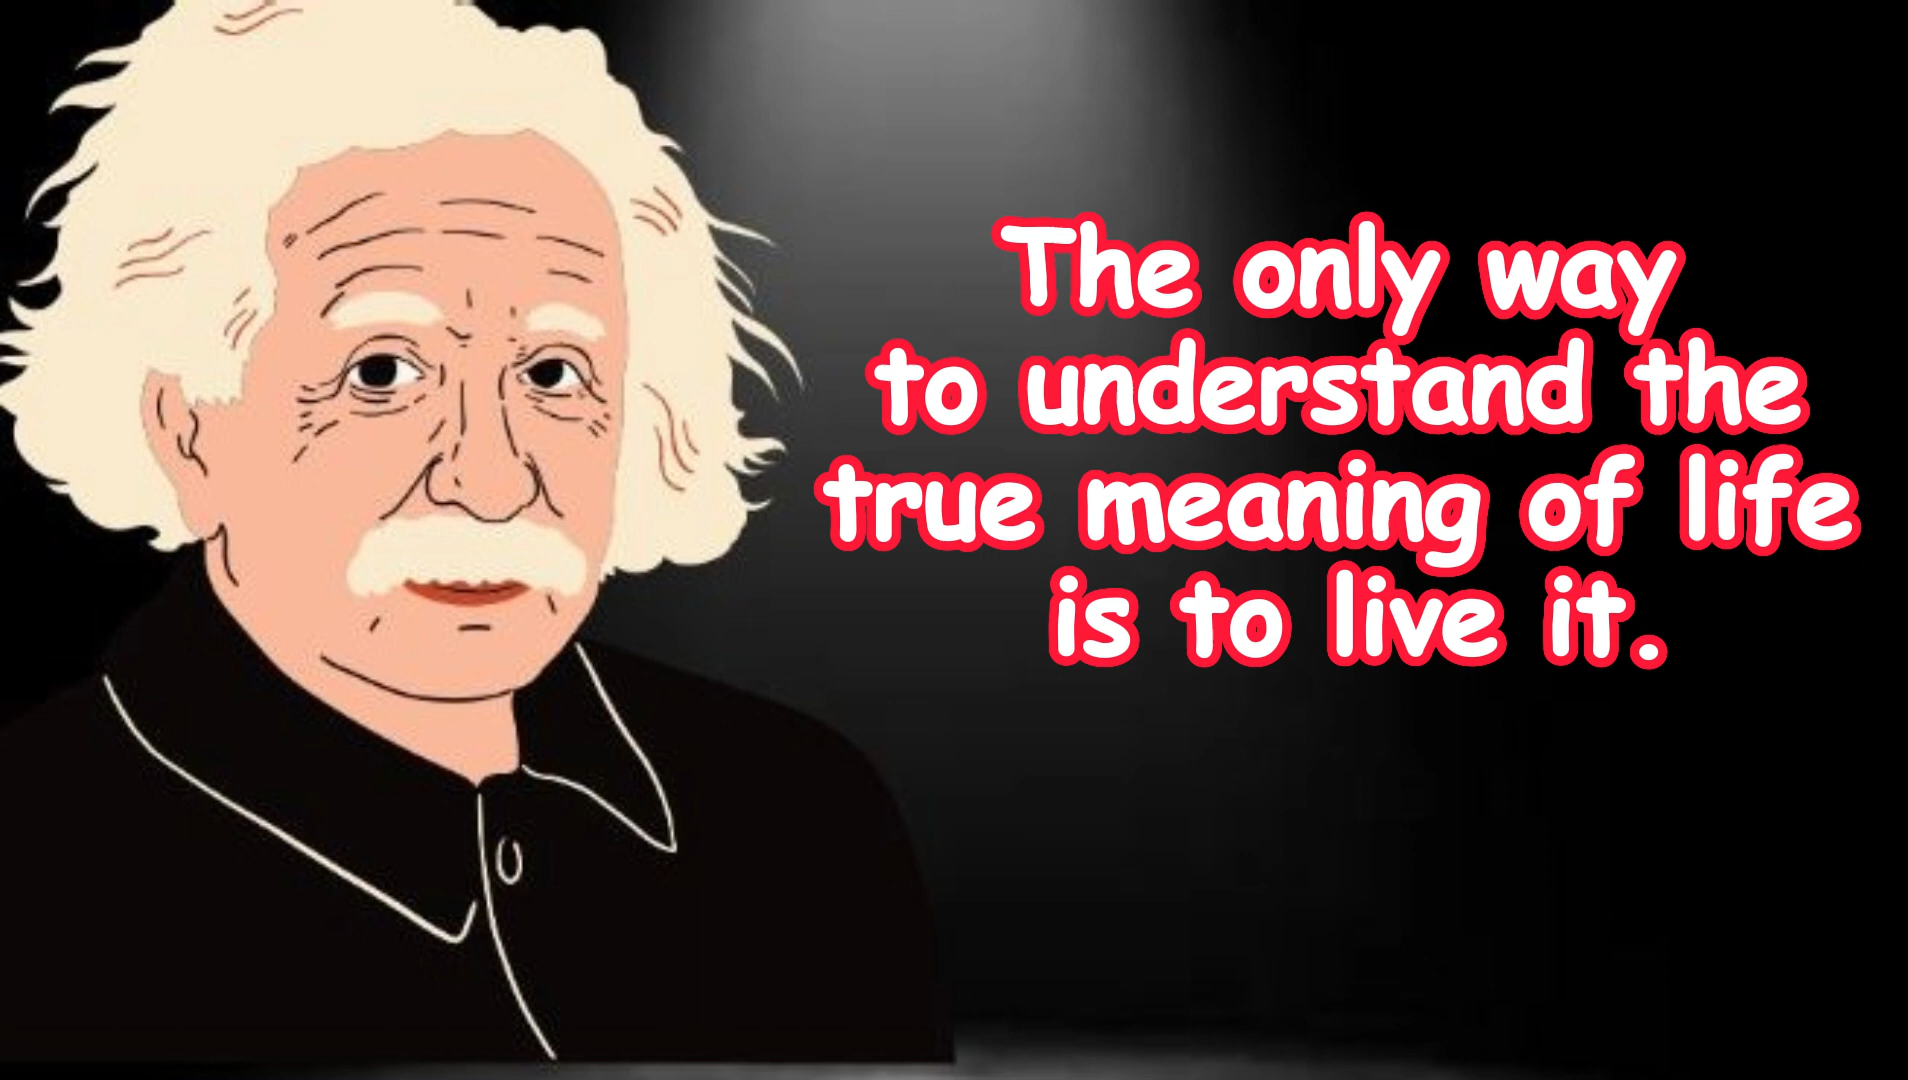 The only way
to understand the
true meaning of life
is to live it.